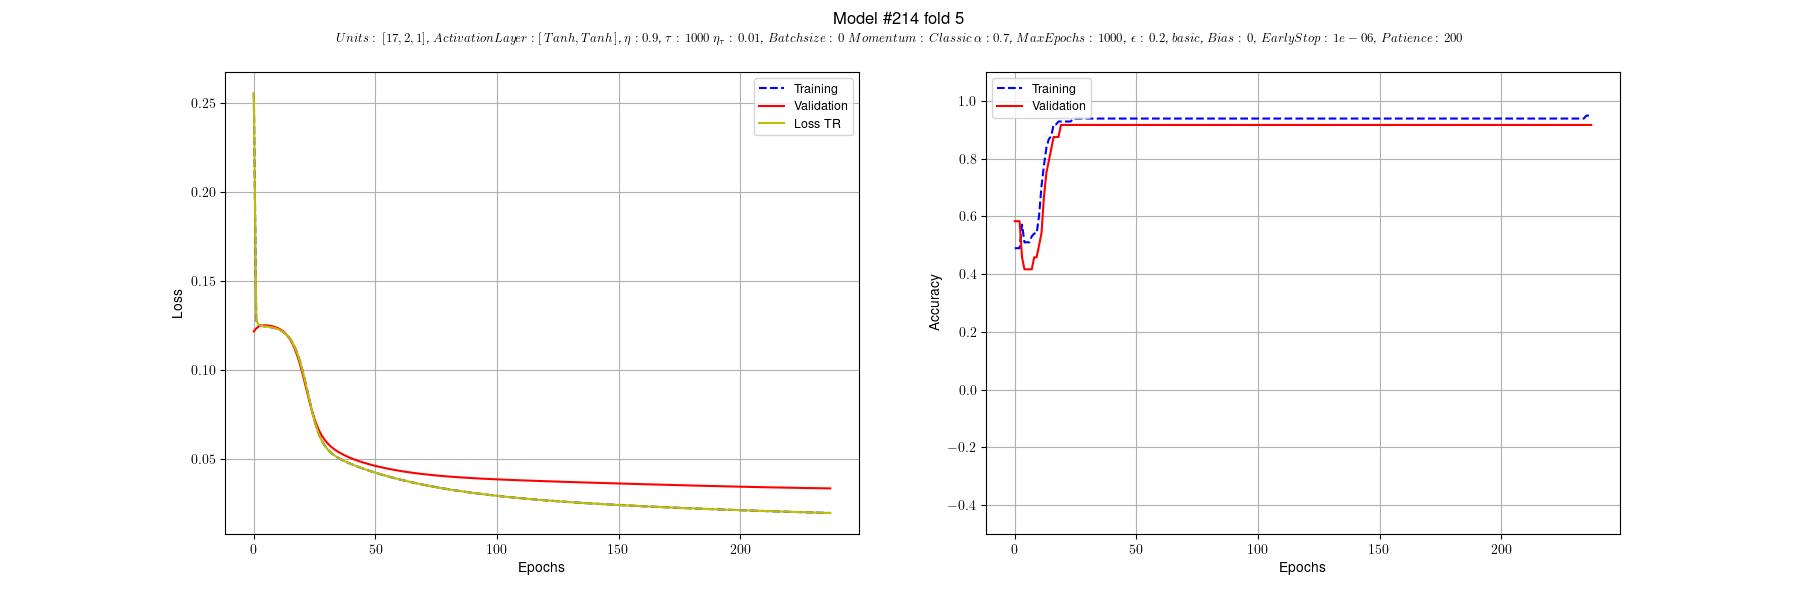 Model #214 fold 5
Units : [17, 2, 1], ActivationLayer : [Tanh, Tanh], η : 0.9, τ : 1000 ητ : 0.01, Batchsize : 0 Momentum : Classic α : 0.7, MaxEpochs : 1000, ϵ : 0.2, basic, Bias : 0, EarlyStop : 1e − 06, Patience : 200
Training
Validation
Loss TR
0.25
0.20
0.15
0.10
0.05
Loss
0 50 100 150 200
Epochs
Training
Validation
1.0
0.8
0.6
0.4
0.2
0.0
−0.2
−0.4
Accuracy
0 50 100 150 200
Epochs